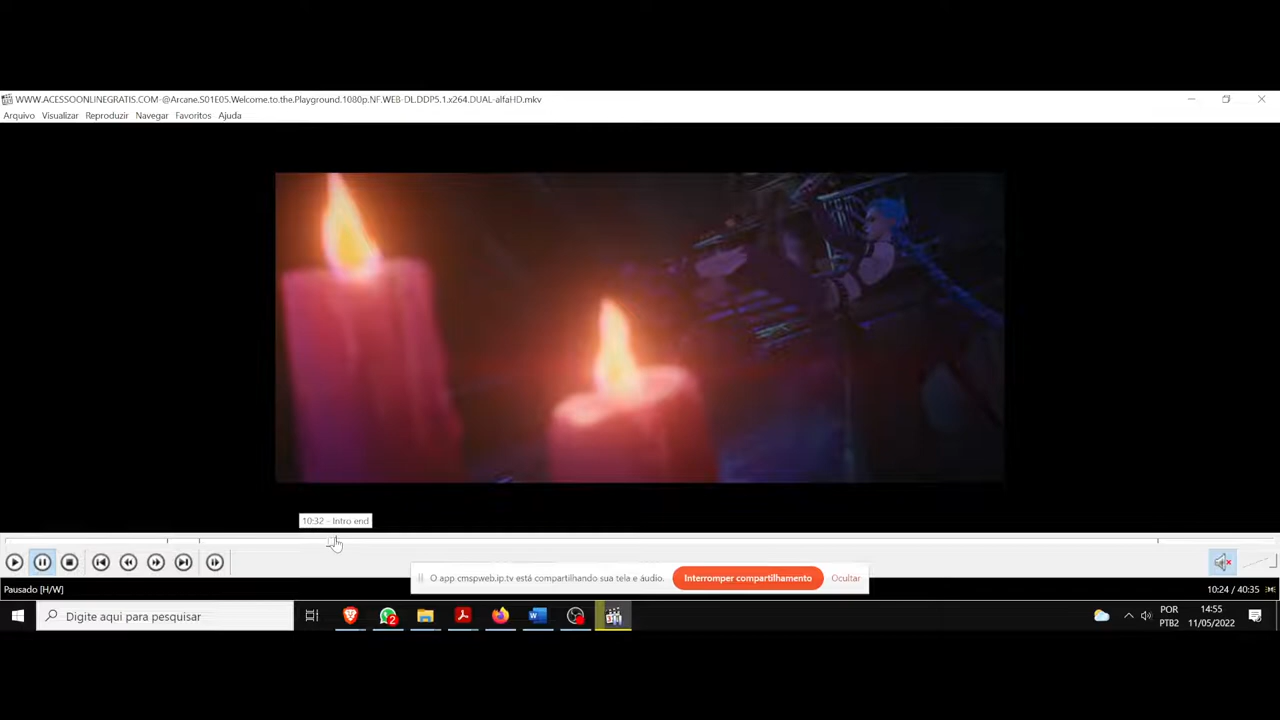 WWW.ACESSOONLINEGRATIS.COM-@Arcane.S01E05.Welcome.to.the.Playground.1080p.NF.WEB-DL.DDP5.1.x264.DUAL-alfaHD.mkv
Arquivo Visualizar Reproduzir Navegar Favoritos Ajuda
10:32 - Intro end
O app cmspweb.ip.tv está compartilhando sua tela e áudio. Interromper compartilhamento Ocultar
Pausado [H/W] 10:24 / 40:35
Digite aqui para pesquisar 2 POR 14:55
PTB2 11/05/2022